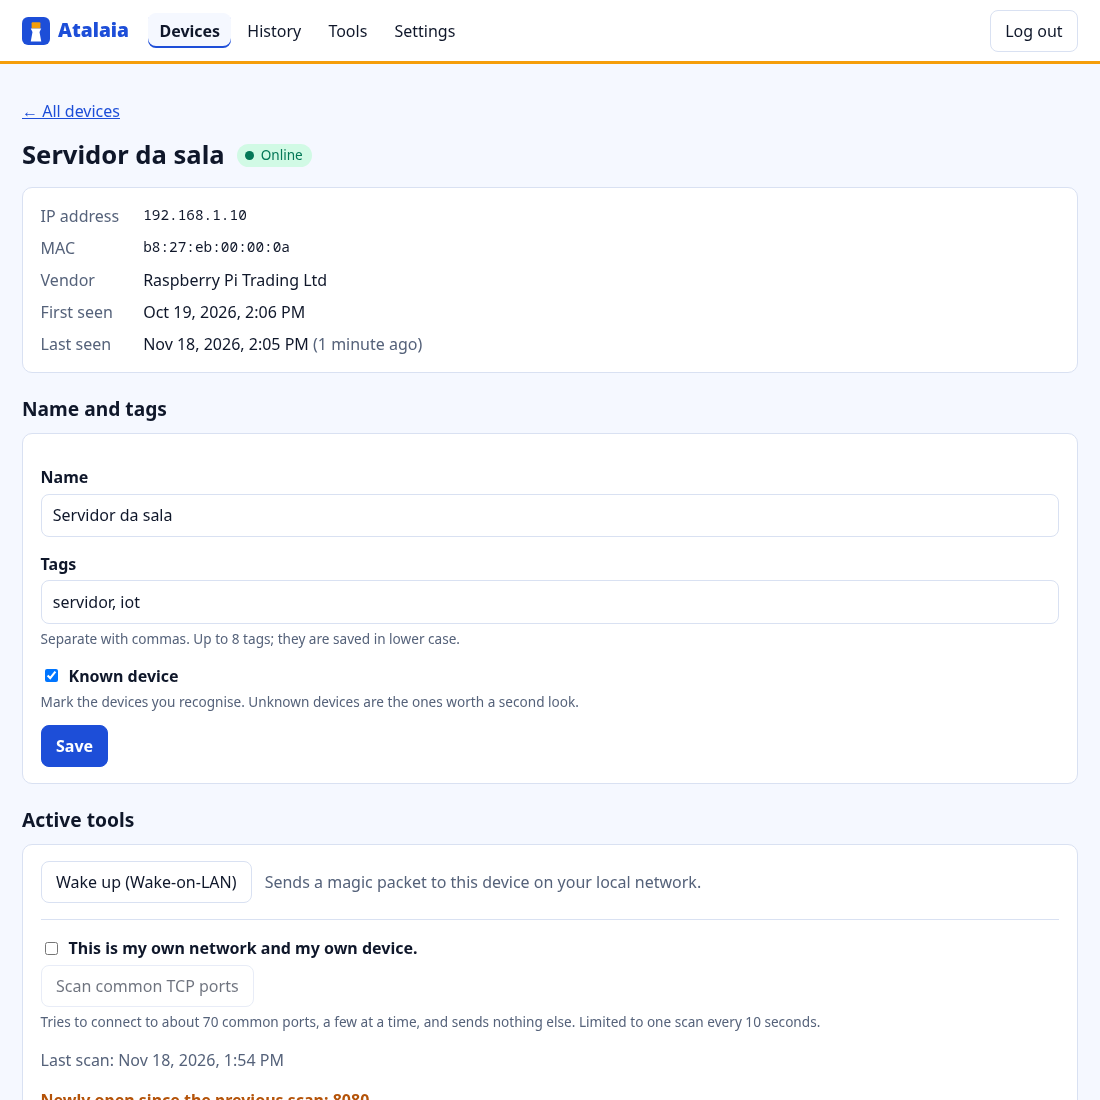 Atalaia
Devices
History
Tools
Settings
Log out
← All devices
Servidor da sala
Online
IP address 192.168.1.10
MAC b8:27:eb:00:00:0a
Vendor Raspberry Pi Trading Ltd
First seen Oct 19, 2026, 2:06 PM
Last seen Nov 18, 2026, 2:05 PM (1 minute ago)
Name and tags
Name
Servidor da sala
Tags
servidor, iot
Separate with commas. Up to 8 tags; they are saved in lower case.
Known device
Mark the devices you recognise. Unknown devices are the ones worth a second look.
Save
Active tools
Wake up (Wake-on-LAN) Sends a magic packet to this device on your local network.
This is my own network and my own device.
Scan common TCP ports
Tries to connect to about 70 common ports, a few at a time, and sends nothing else. Limited to one scan every 10 seconds.
Last scan: Nov 18, 2026, 1:54 PM
Newly open since the previous scan: 8080